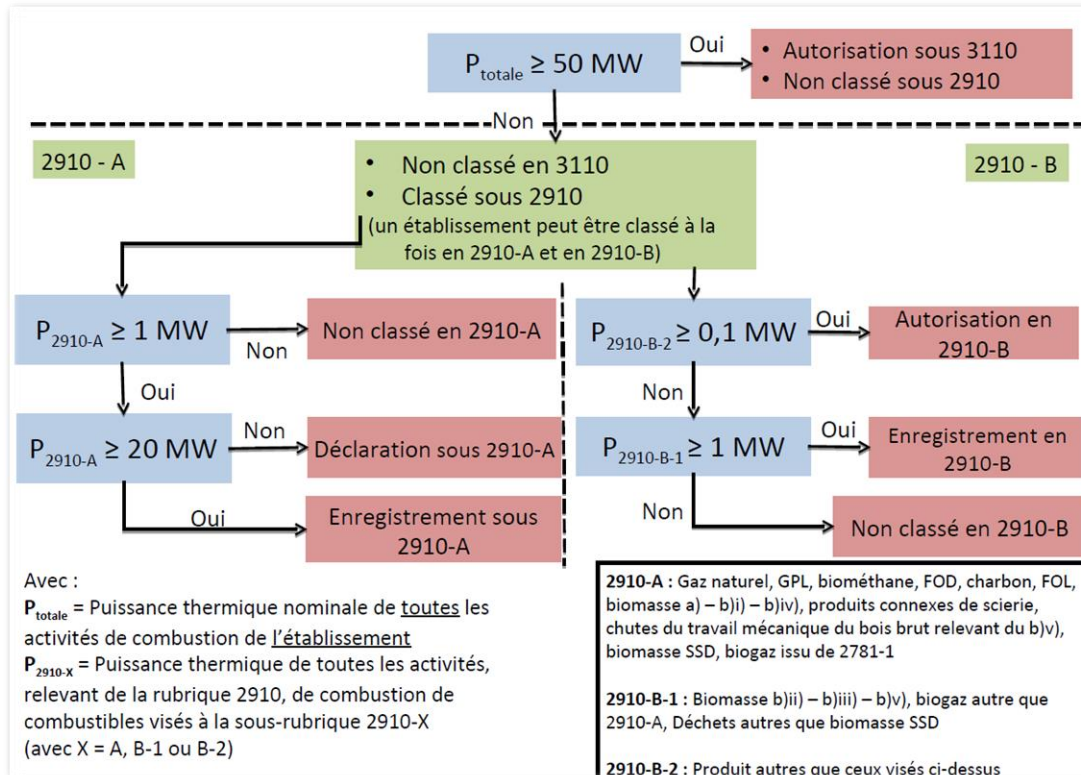 P totale ≥ 50 MW
Oui
• Autorisation sous 3110
• Non classé sous 2910
Non
2910 - A
• Non classé en 3110
• Classé sous 2910
(un établissement peut être classé à la
fois en 2910-A et en 2910-B)
2910 - B
P2910-A ≥ 1 MW
Non
Non classé en 2910-A
Oui
P2910-A ≥ 20 MW
Non
Déclaration sous 2910-A
Oui
Enregistrement sous
2910-A
P2910-B-2 ≥ 0,1 MW
Oui
Autorisation en
2910-B
Non
P2910-B-1 ≥ 1 MW
Oui
Enregistrement en
2910-B
Non
Non classé en 2910-B
Avec :
Ptotale = Puissance thermique nominale de toutes les
activités de combustion de l'établissement
P2910-X = Puissance thermique de toutes les activités,
relevant de la rubrique 2910, de combustion de
combustibles visés à la sous-rubrique 2910-X
(avec X = A, B-1 ou B-2)
2910-A : Gaz naturel, GPL, biométhane, FOD, charbon, FOL,
biomasse a) – b)i) – b)iv), produits connexes de scierie,
chutes du travail mécanique du bois brut relevant du b)v),
biomasse SSD, biogaz issu de 2781-1
2910-B-1 : Biomasse b)ii) – b)iii) – b)v), biogaz autre que
2910-A, Déchets autres que biomasse SSD
2910-B-2 : Produit autres que ceux visés ci-dessus